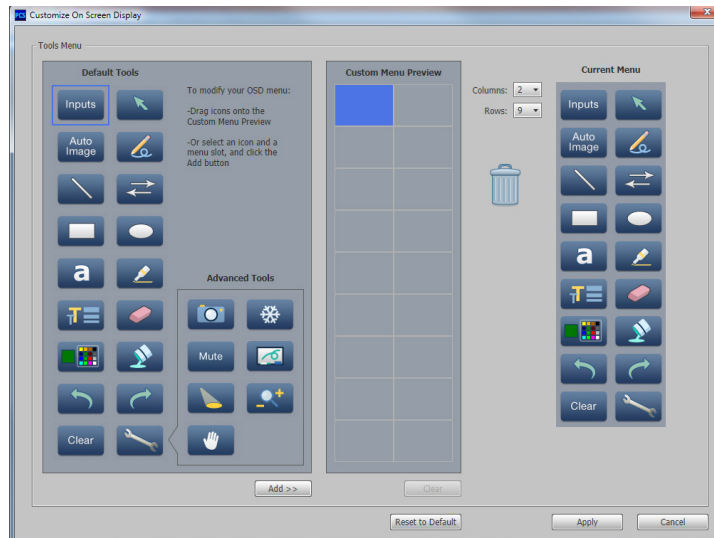 PCS Customize On Screen Display
Tools Menu
Default Tools
Inputs
Auto
Image
a
T
Clear
To modify your OSD menu:
-Drag icons onto the
Custom Menu Preview
-Or select an icon and a
menu slot, and click the
Add button
Advanced Tools
Mute
Add >>
Custom Menu Preview
Clear
Reset to Default
Columns: 2
Rows: 9
Current Menu
Inputs
Auto
Image
a
T
Clear
Apply
Cancel